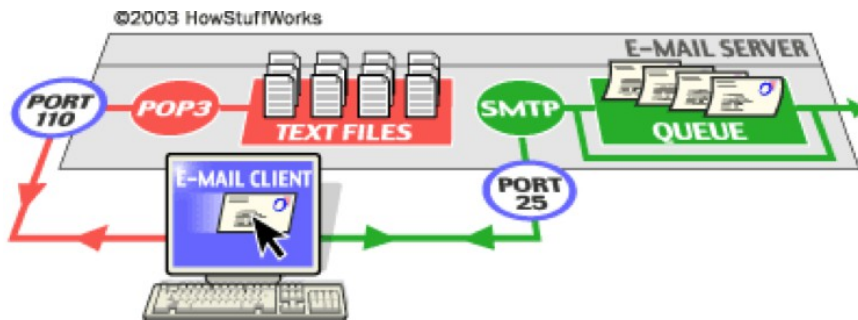 ©2003 HowStuffWorks
E-MAIL SERVER
PORT
110
POP3
TEXT FILES
SMTP
QUEUE
E-MAIL CLIENT
PORT
25